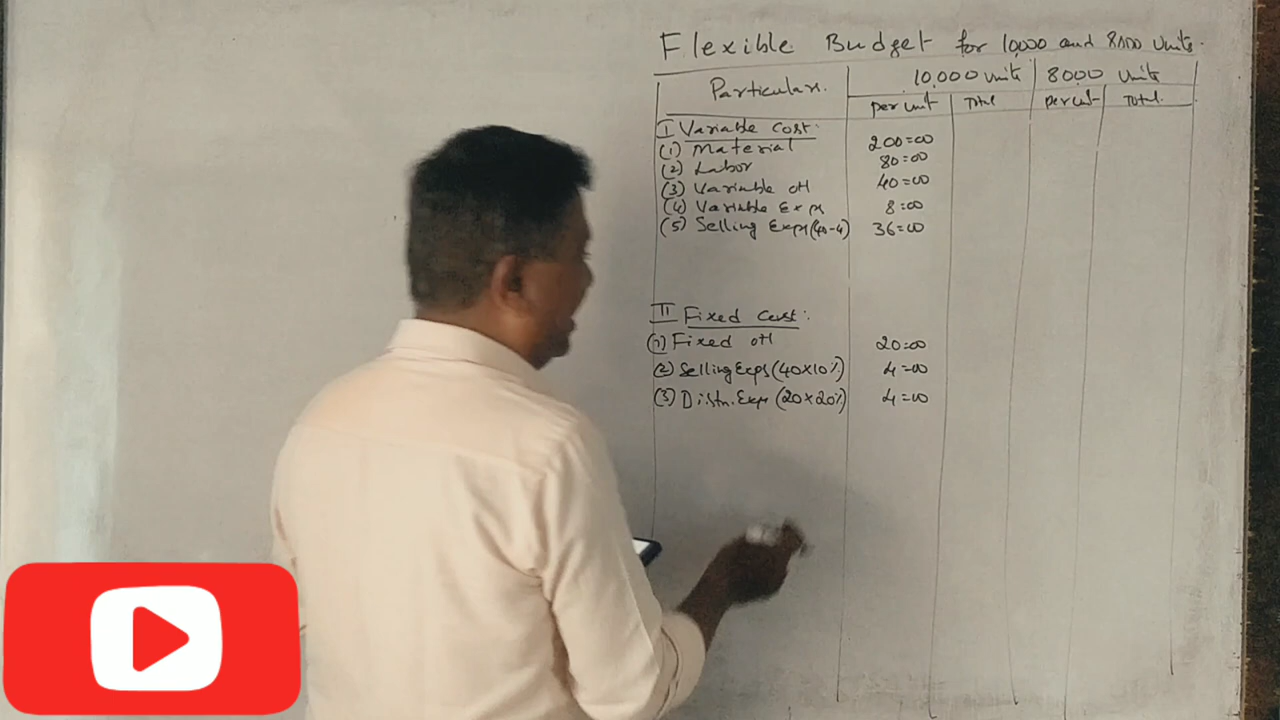 Flexible Budget for 10,000 and 8000 Units.
Particulars. 10,000 units 8000 Units
per unit Total per unit Total.
I Variable Cost:
(1) Material 200=00
(2) Labor 80=00
(3) Variable OH 40=00
(4) Variable Exps 8=00
(5) Selling Exps (40-4) 36=00
II Fixed Cost:
(1) Fixed OH 20=00
(2) Selling Exps (40×10%) 4=00
(3) Distn. Exps (20×20%) 4=00